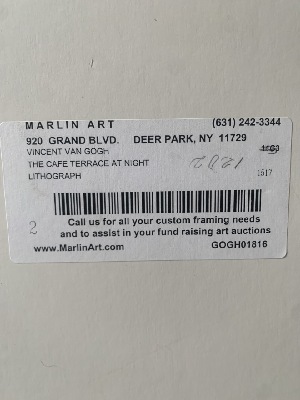 MARLIN ART (631) 242-3344
920 GRAND BLVD. DEER PARK, NY 11729
VINCENT VAN GOGH
THE CAFE TERRACE AT NIGHT
LITHOGRAPH 1617
2
Call us for all your custom framing needs
and to assist in your fund raising art auctions
www.MarlinArt.com GOGH01816